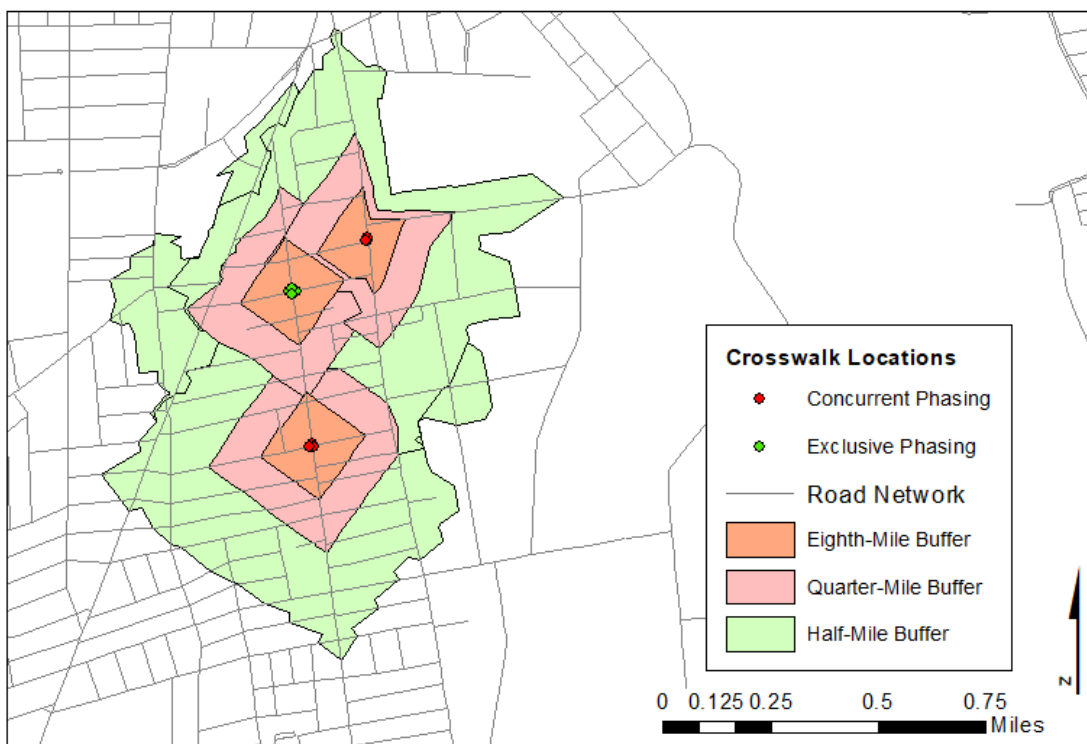 Crosswalk Locations
Concurrent Phasing
Exclusive Phasing
Road Network
Eighth-Mile Buffer
Quarter-Mile Buffer
Half-Mile Buffer
N
0 0.125 0.25 0.5 0.75
Miles